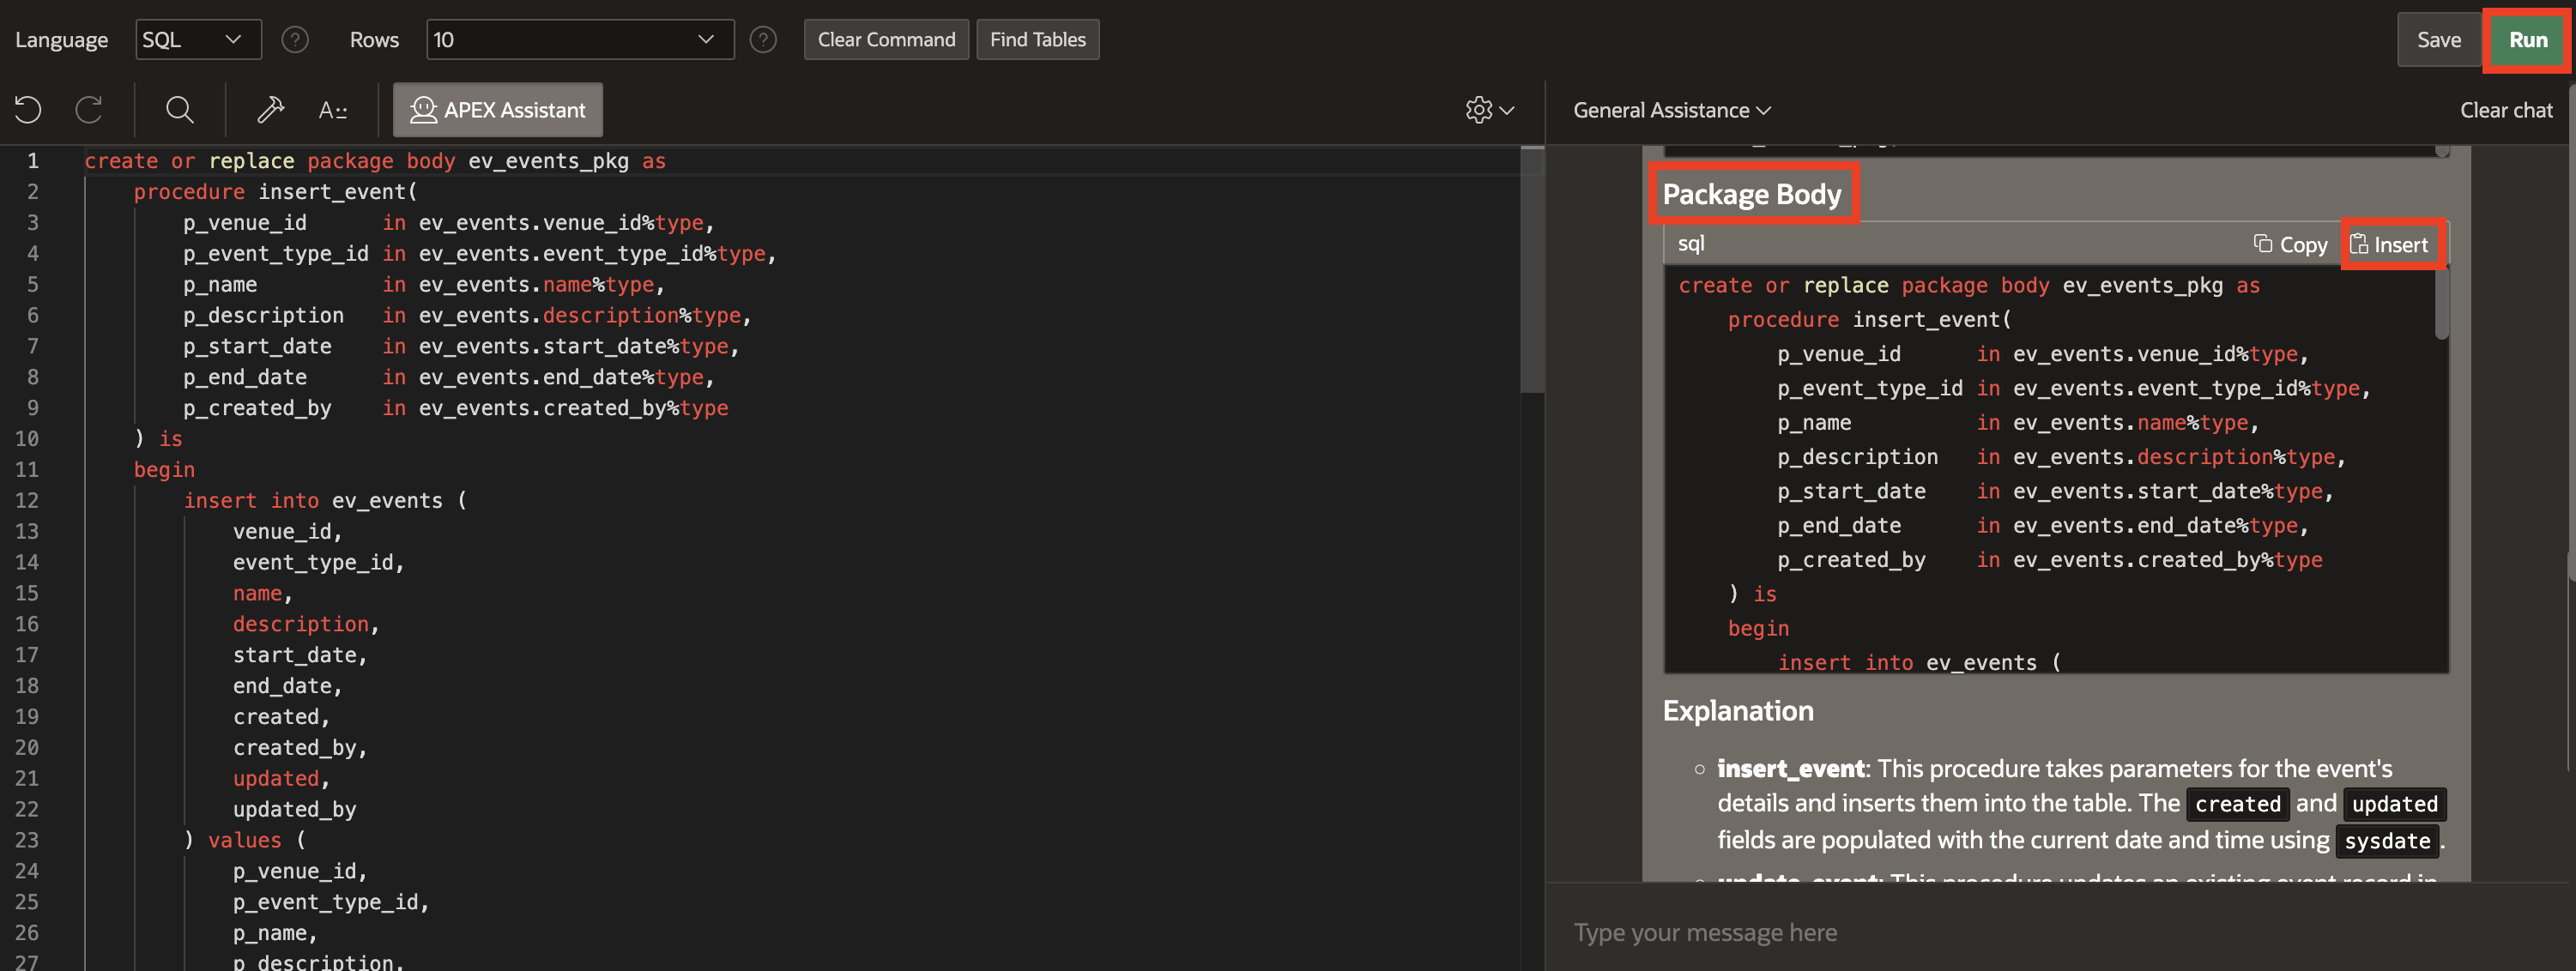 Language SQL Rows 10 Clear Command Find Tables Save Run
APEX Assistant
General Assistance Clear chat
1 create or replace package body ev_events_pkg as
2 procedure insert_event(
3 p_venue_id in ev_events.venue_id%type,
4 p_event_type_id in ev_events.event_type_id%type,
5 p_name in ev_events.name%type,
6 p_description in ev_events.description%type,
7 p_start_date in ev_events.start_date%type,
8 p_end_date in ev_events.end_date%type,
9 p_created_by in ev_events.created_by%type
10 ) is
11 begin
12 insert into ev_events (
13 venue_id,
14 event_type_id,
15 name,
16 description,
17 start_date,
18 end_date,
19 created,
20 created_by,
21 updated,
22 updated_by
23 ) values (
24 p_venue_id,
25 p_event_type_id,
26 p_name,
27 p_description,
Package Body
sql Copy Insert
create or replace package body ev_events_pkg as
procedure insert_event(
p_venue_id in ev_events.venue_id%type,
p_event_type_id in ev_events.event_type_id%type,
p_name in ev_events.name%type,
p_description in ev_events.description%type,
p_start_date in ev_events.start_date%type,
p_end_date in ev_events.end_date%type,
p_created_by in ev_events.created_by%type
) is
begin
insert into ev_events (
Explanation
insert_event: This procedure takes parameters for the event's
details and inserts them into the table. The created and updated
fields are populated with the current date and time using sysdate.
update_event: This procedure updates an existing event record in
Type your message here